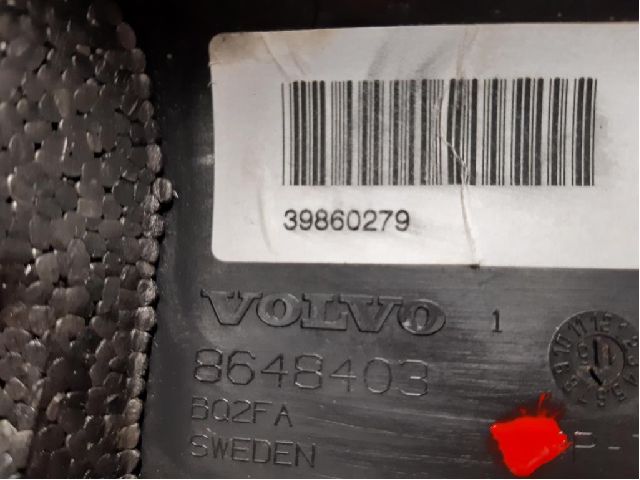 39860279
VOLVO 1
8648403
BQ2FA
SWEDEN